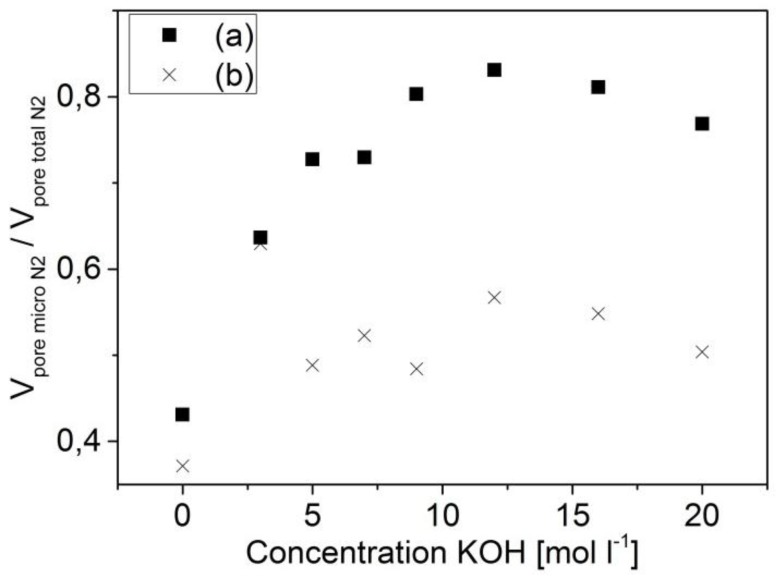 (a)
(b)
0,8
0,6
0,4
V pore micro N2 / V pore total N2
0 5 10 15 20
Concentration KOH [mol l⁻¹]